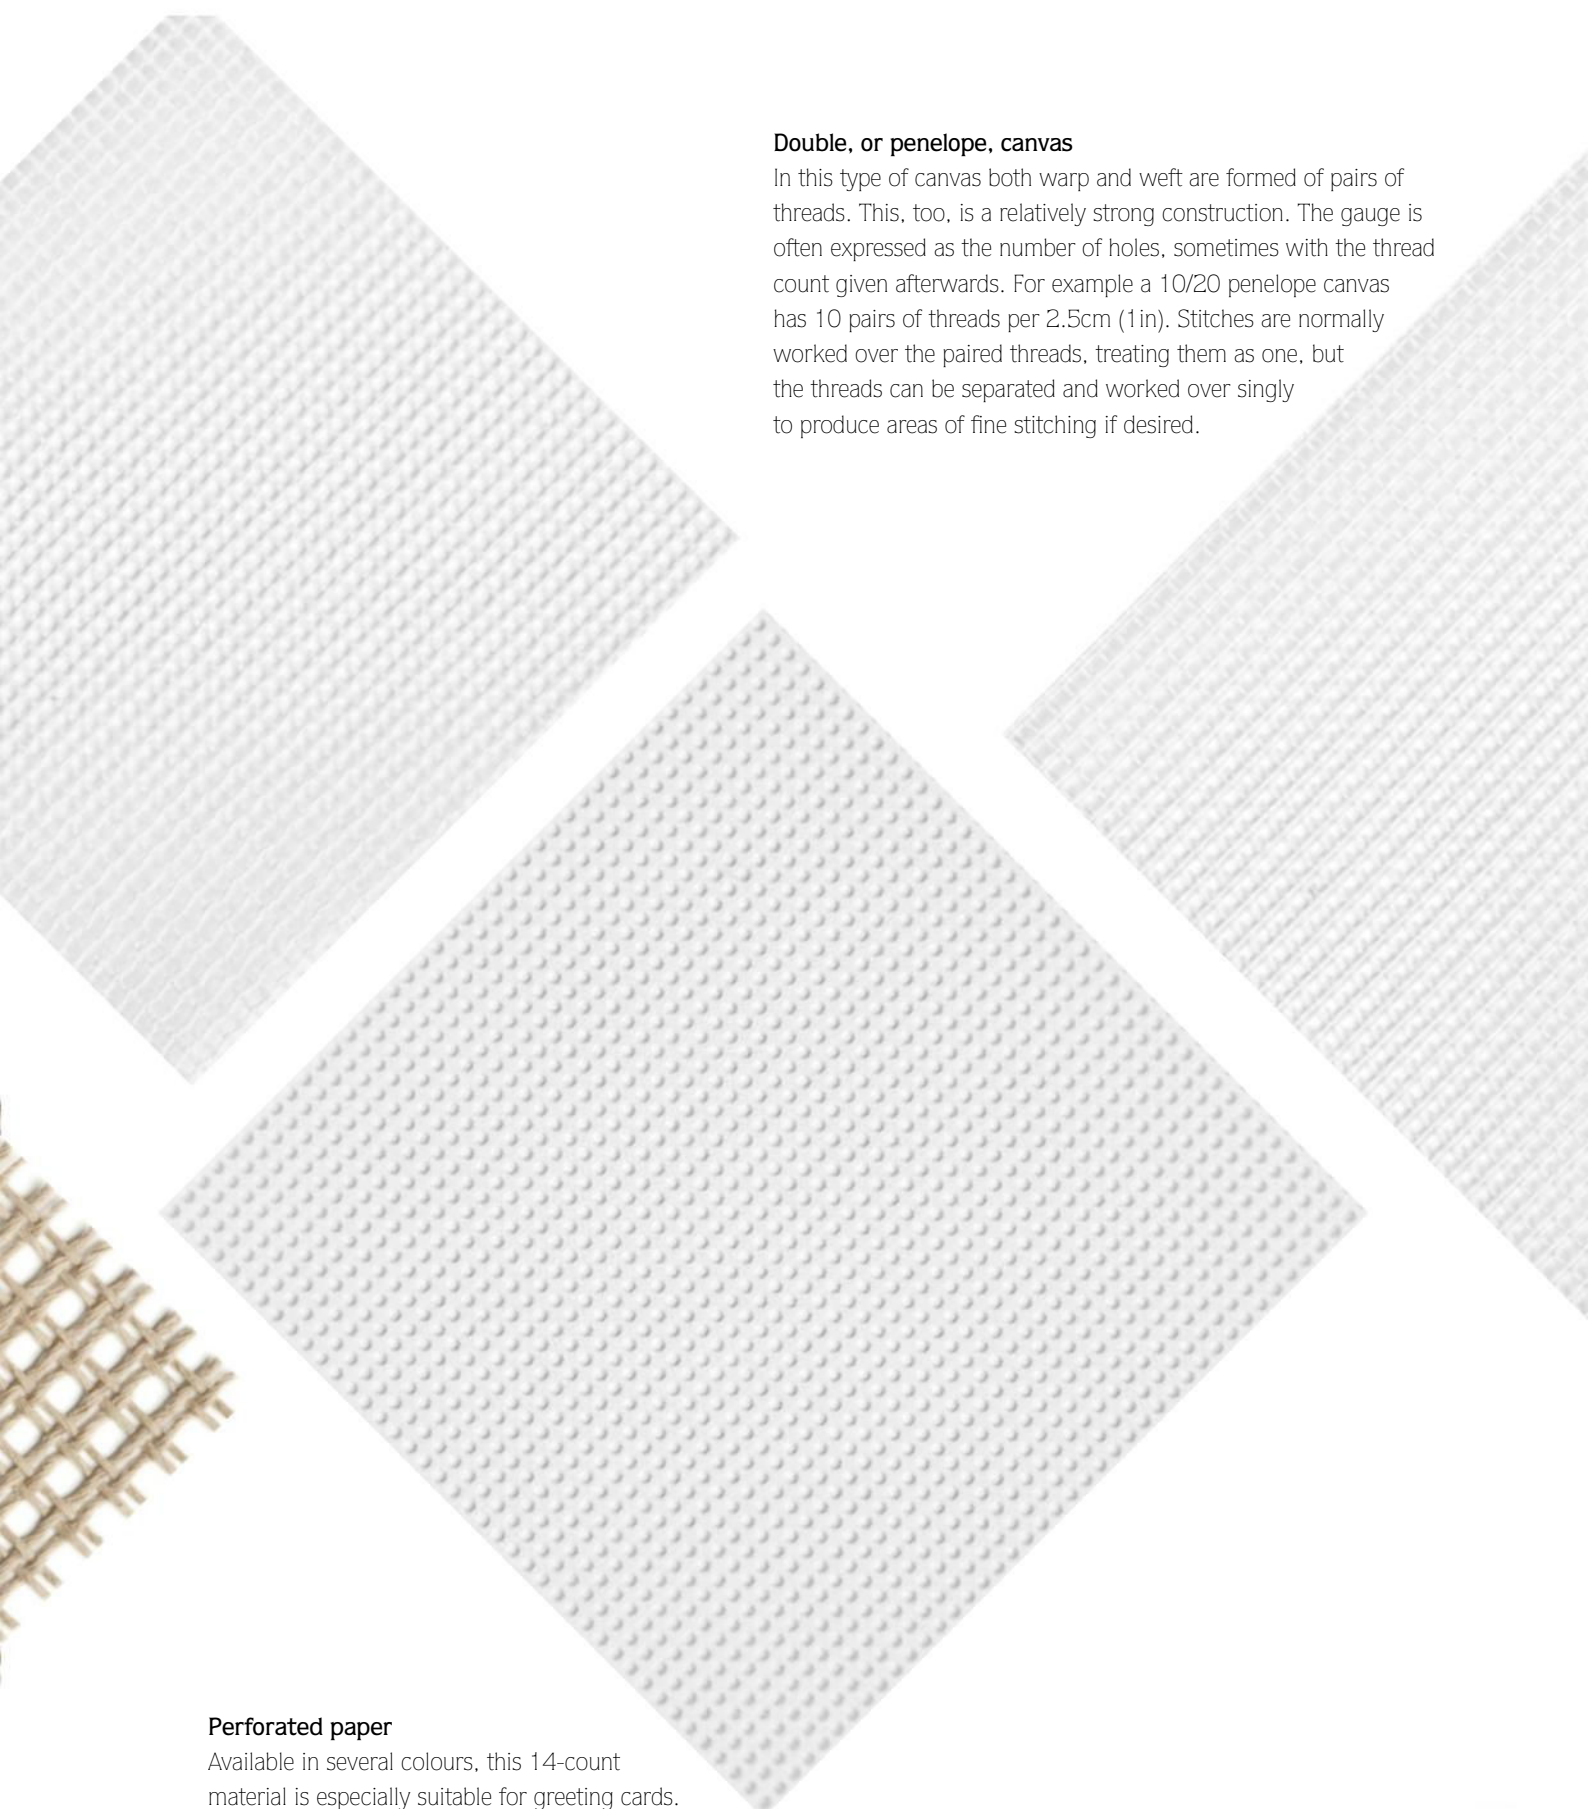 Double, or penelope, canvas
In this type of canvas both warp and weft are formed of pairs of
threads. This, too, is a relatively strong construction. The gauge is
often expressed as the number of holes, sometimes with the thread
count given afterwards. For example a 10/20 penelope canvas
has 10 pairs of threads per 2.5cm (1in). Stitches are normally
worked over the paired threads, treating them as one, but
the threads can be separated and worked over singly
to produce areas of fine stitching if desired.
Perforated paper
Available in several colours, this 14-count
material is especially suitable for greeting cards.